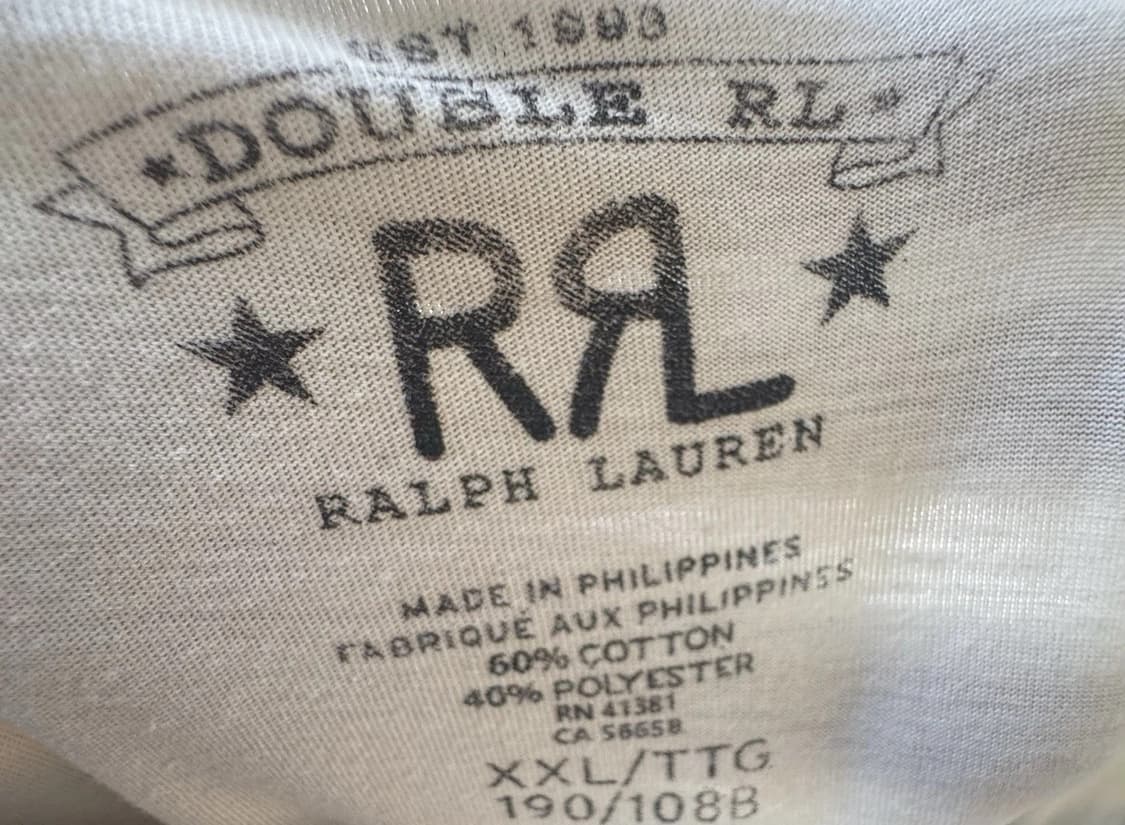 EST 1993
DOUBLE RL
RRL
RALPH LAUREN
MADE IN PHILIPPINES
FABRIQUÉ AUX PHILIPPINES
60% COTTON
40% POLYESTER
RN 41381
CA 56658
XXL/TTG
190/108B